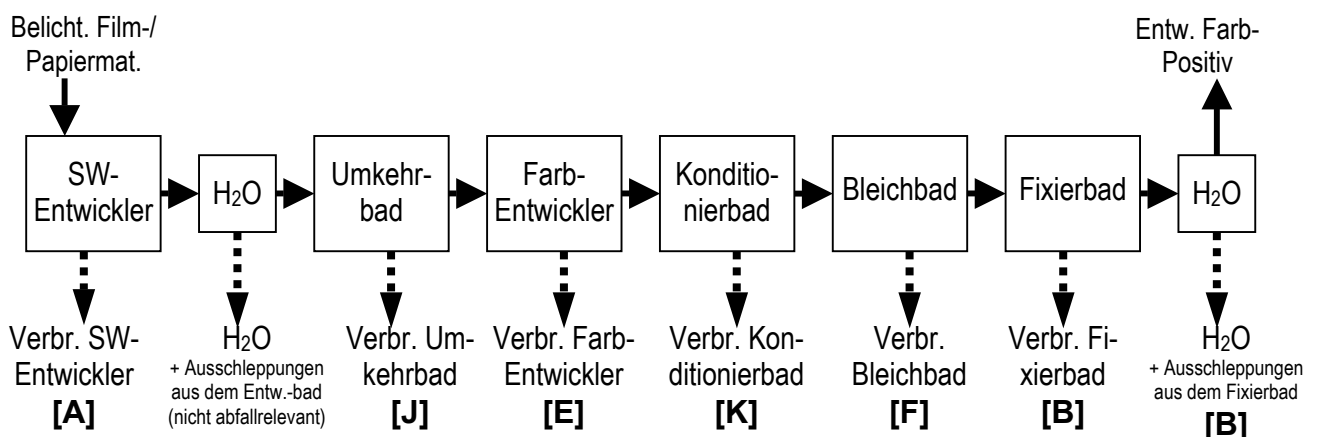 Belicht. Film-/
Papiermat.
Entw. Farb-
Positiv
SW-
Entwickler
H₂O
Umkehr-
bad
Farb-
Entwickler
Konditio-
nierbad
Bleichbad
Fixierbad
H₂O
Verbr. SW-
Entwickler
[A]
H₂O
+ Ausschleppungen
aus dem Entw.-bad
(nicht abfallrelevant)
Verbr. Um-
kehrbad
[J]
Verbr. Farb-
Entwickler
[E]
Verbr. Kon-
ditionierbad
[K]
Verbr.
Bleichbad
[F]
Verbr. Fi-
xierbad
[B]
H₂O
+ Ausschleppungen
aus dem Fixierbad
[B]